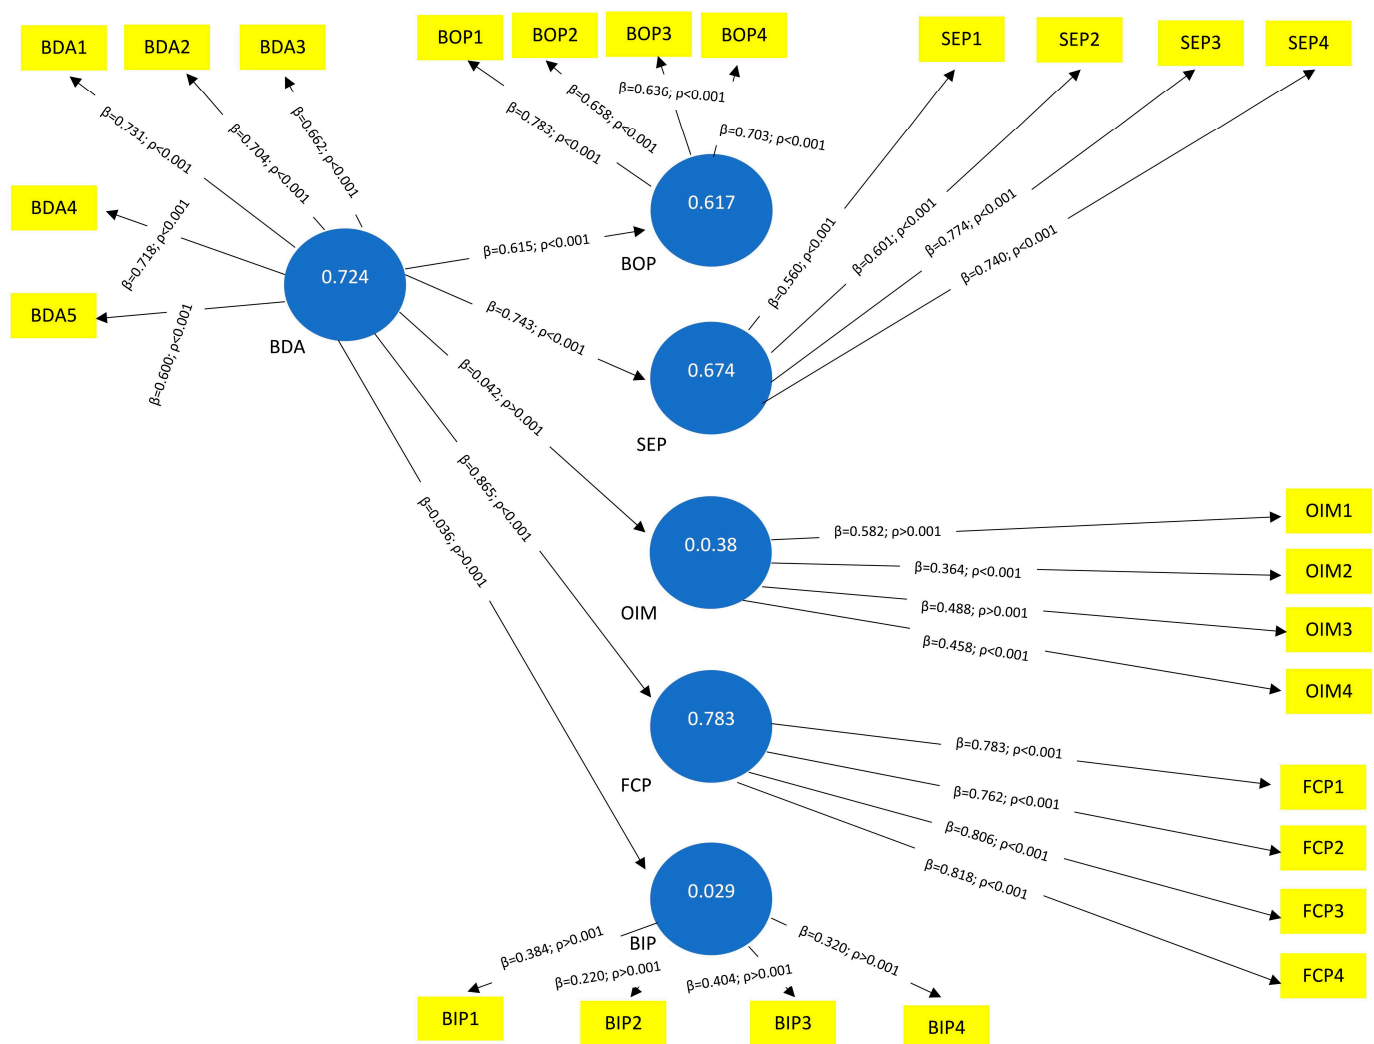 BDA1
BDA2
BDA3
BOP1
BOP2
BOP3
BOP4
SEP1
SEP2
SEP3
SEP4
β=0.731; ρ<0.001
β=0.704; ρ<0.001
β=0.662; ρ<0.001
β=0.783; ρ<0.001
β=0.658; ρ<0.001
β=0.636; ρ<0.001
β=0.703; ρ<0.001
BDA4
β=0.718; ρ<0.001
BDA5
β=0.600; ρ<0.001
0.724
BDA
β=0.615; ρ<0.001
0.617
BOP
β=0.743; ρ<0.001
0.674
SEP
β=0.560; ρ<0.001
β=0.601; ρ<0.001
β=0.774; ρ<0.001
β=0.740; ρ<0.001
β=0.042; ρ>0.001
β=0.865; ρ<0.001
β=0.036; ρ>0.001
0.0.38
OIM
β=0.582; ρ>0.001
β=0.364; ρ<0.001
β=0.488; ρ>0.001
β=0.458; ρ<0.001
OIM1
OIM2
OIM3
OIM4
0.783
FCP
β=0.783; ρ<0.001
β=0.762; ρ<0.001
β=0.806; ρ<0.001
β=0.818; ρ<0.001
FCP1
FCP2
FCP3
FCP4
0.029
BIP
β=0.384; ρ>0.001
β=0.220; ρ>0.001
β=0.404; ρ>0.001
β=0.320; ρ>0.001
BIP1
BIP2
BIP3
BIP4